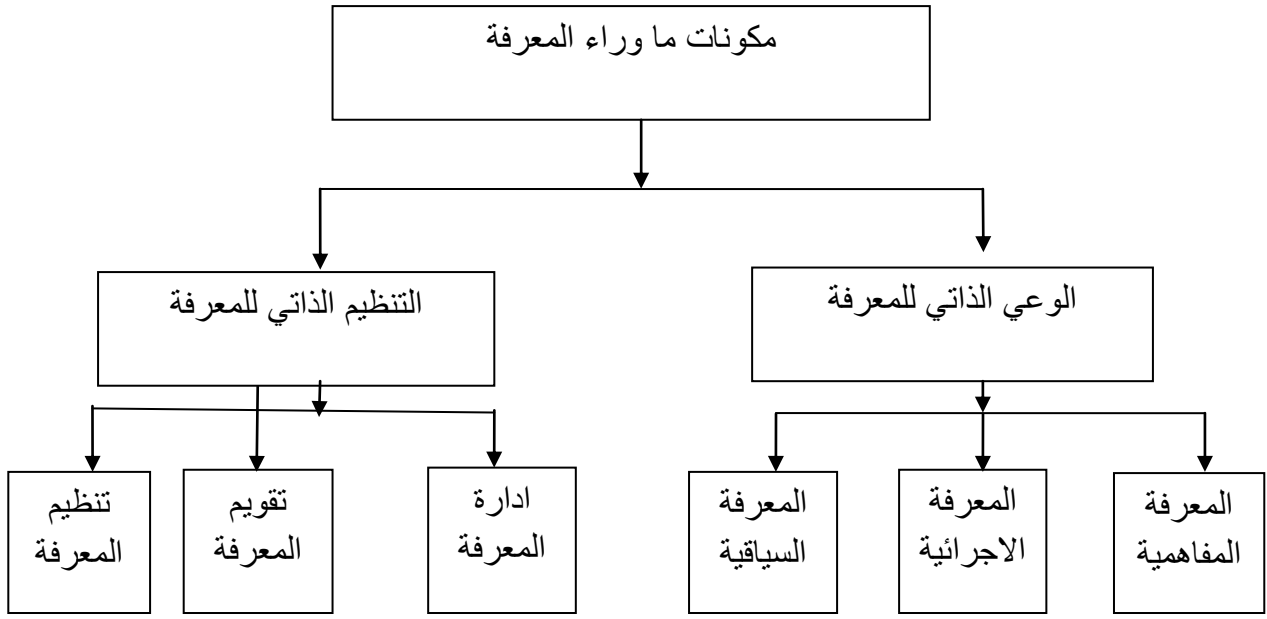 مكونات ما وراء المعرفة
الوعي الذاتي للمعرفة
التنظيم الذاتي للمعرفة
المعرفة
المفاهمية
المعرفة
الاجرائية
المعرفة
السياقية
ادارة
المعرفة
تقويم
المعرفة
تنظيم
المعرفة